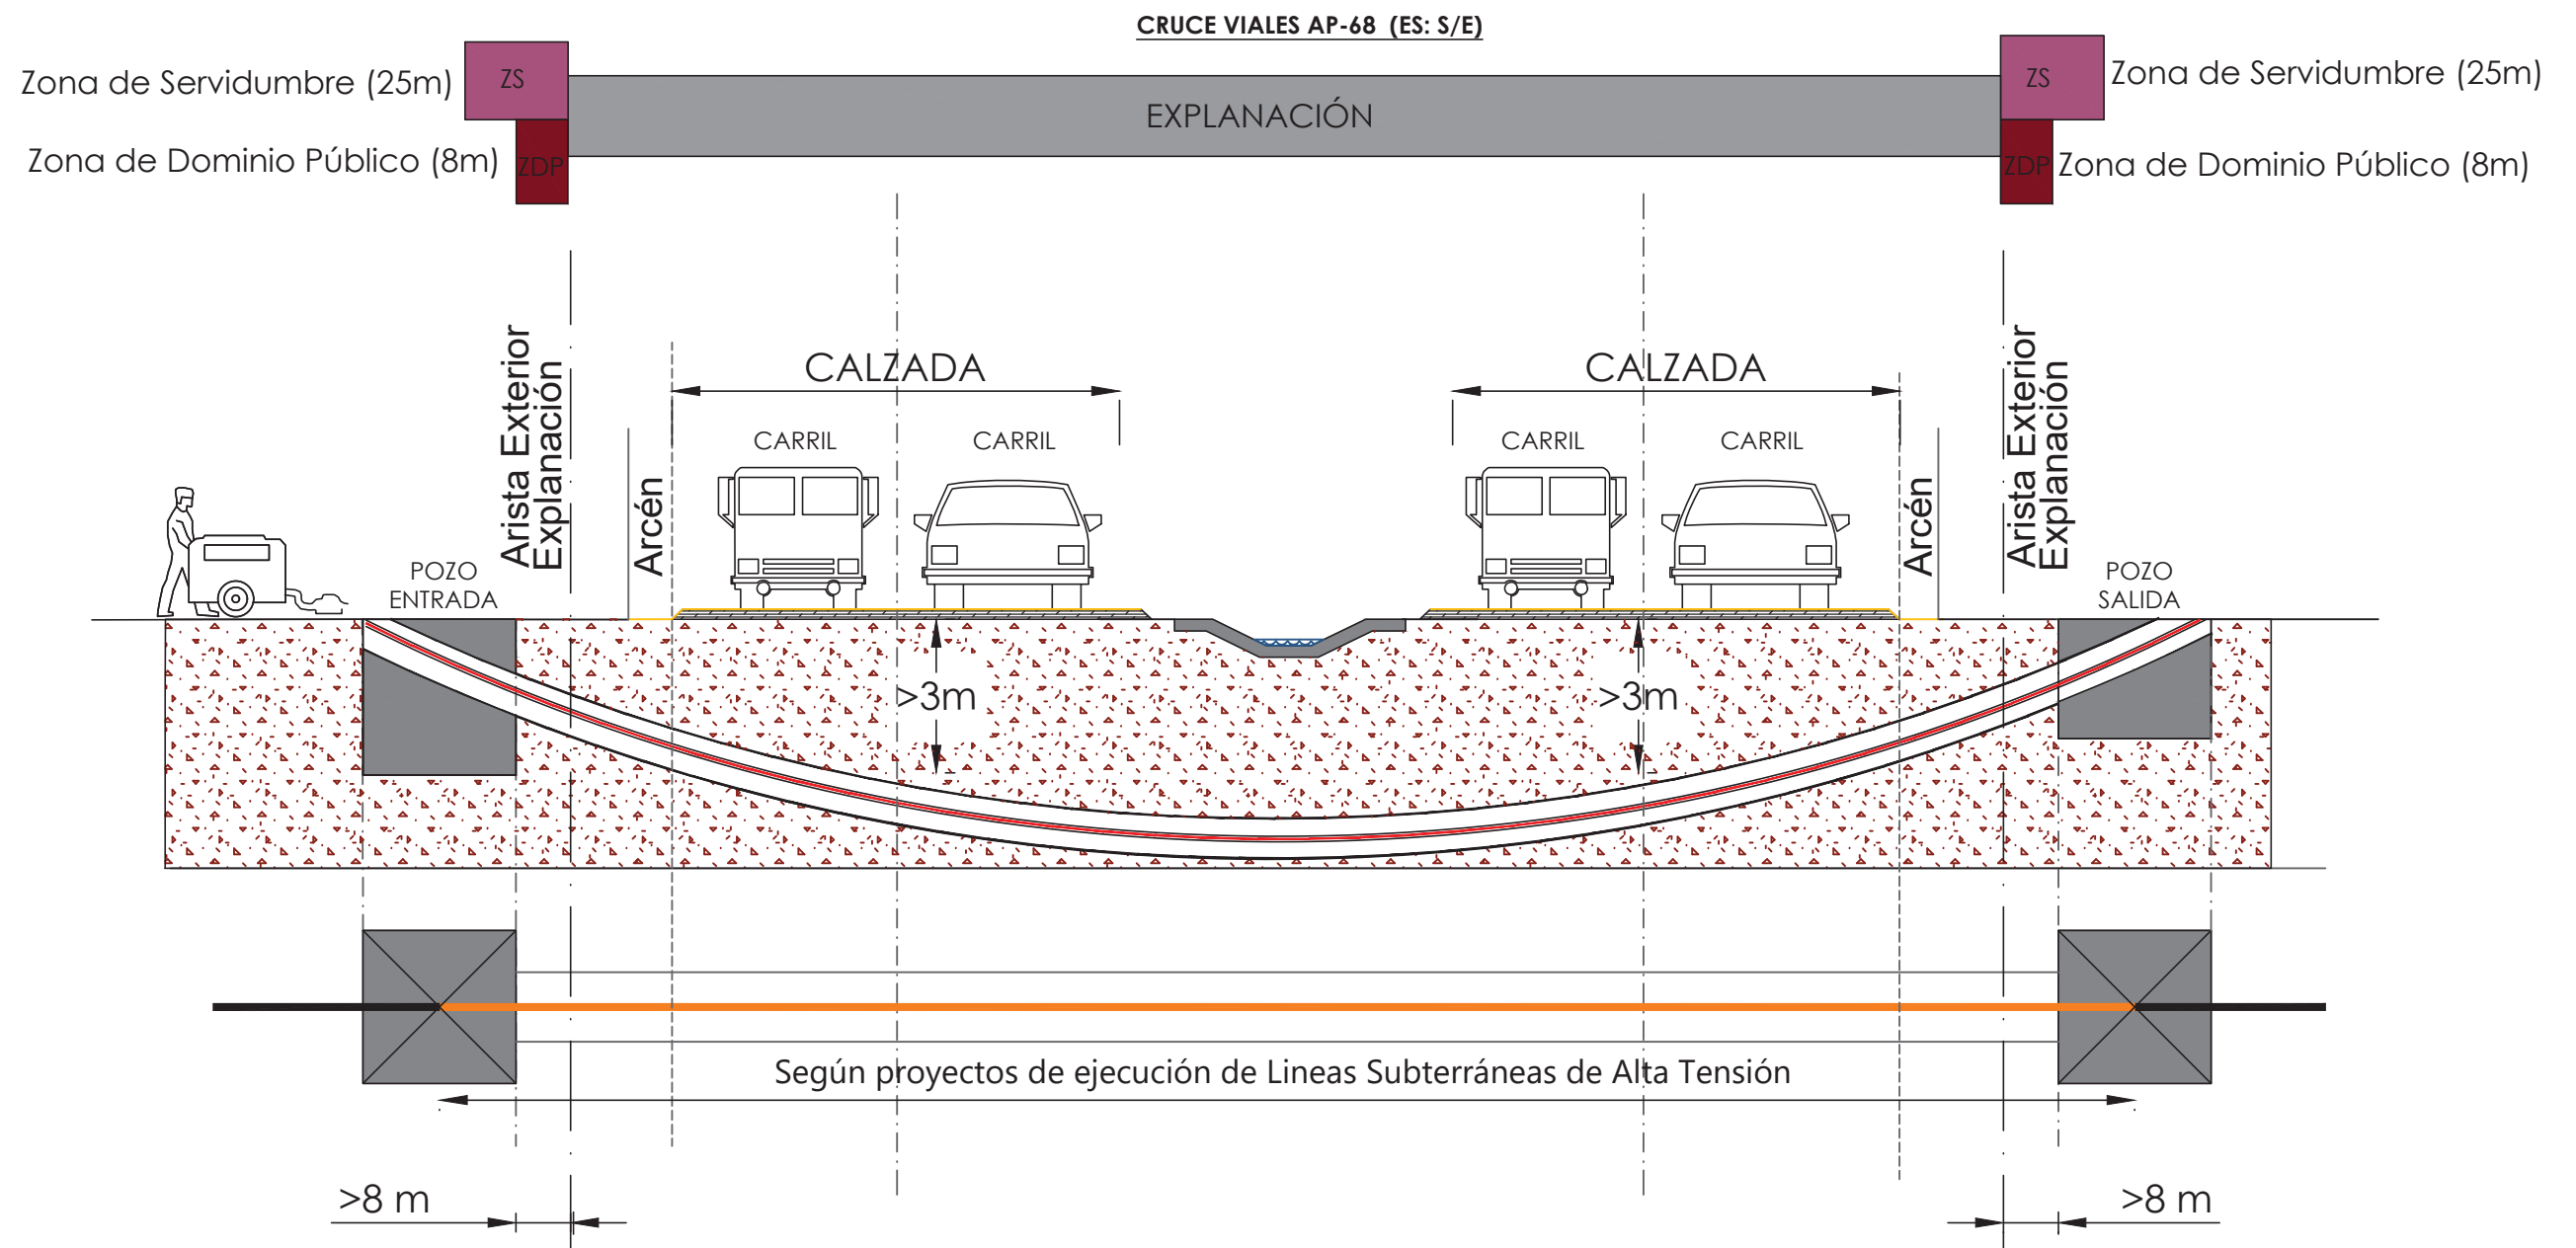 CRUCE VIALES AP-68 (ES: S/E)
Zona de Servidumbre (25m)
ZS
ZS
Zona de Servidumbre (25m)
EXPLANACIÓN
Zona de Dominio Público (8m)
ZDP
ZDP
Zona de Dominio Público (8m)
Arista Exterior
Explanación
Arcén
CALZADA
CARRIL
CARRIL
CALZADA
CARRIL
CARRIL
Arcén
Arista Exterior
Explanación
POZO
ENTRADA
POZO
SALIDA
>3m
>3m
Según proyectos de ejecución de Lineas Subterráneas de Alta Tensión
>8 m
>8 m